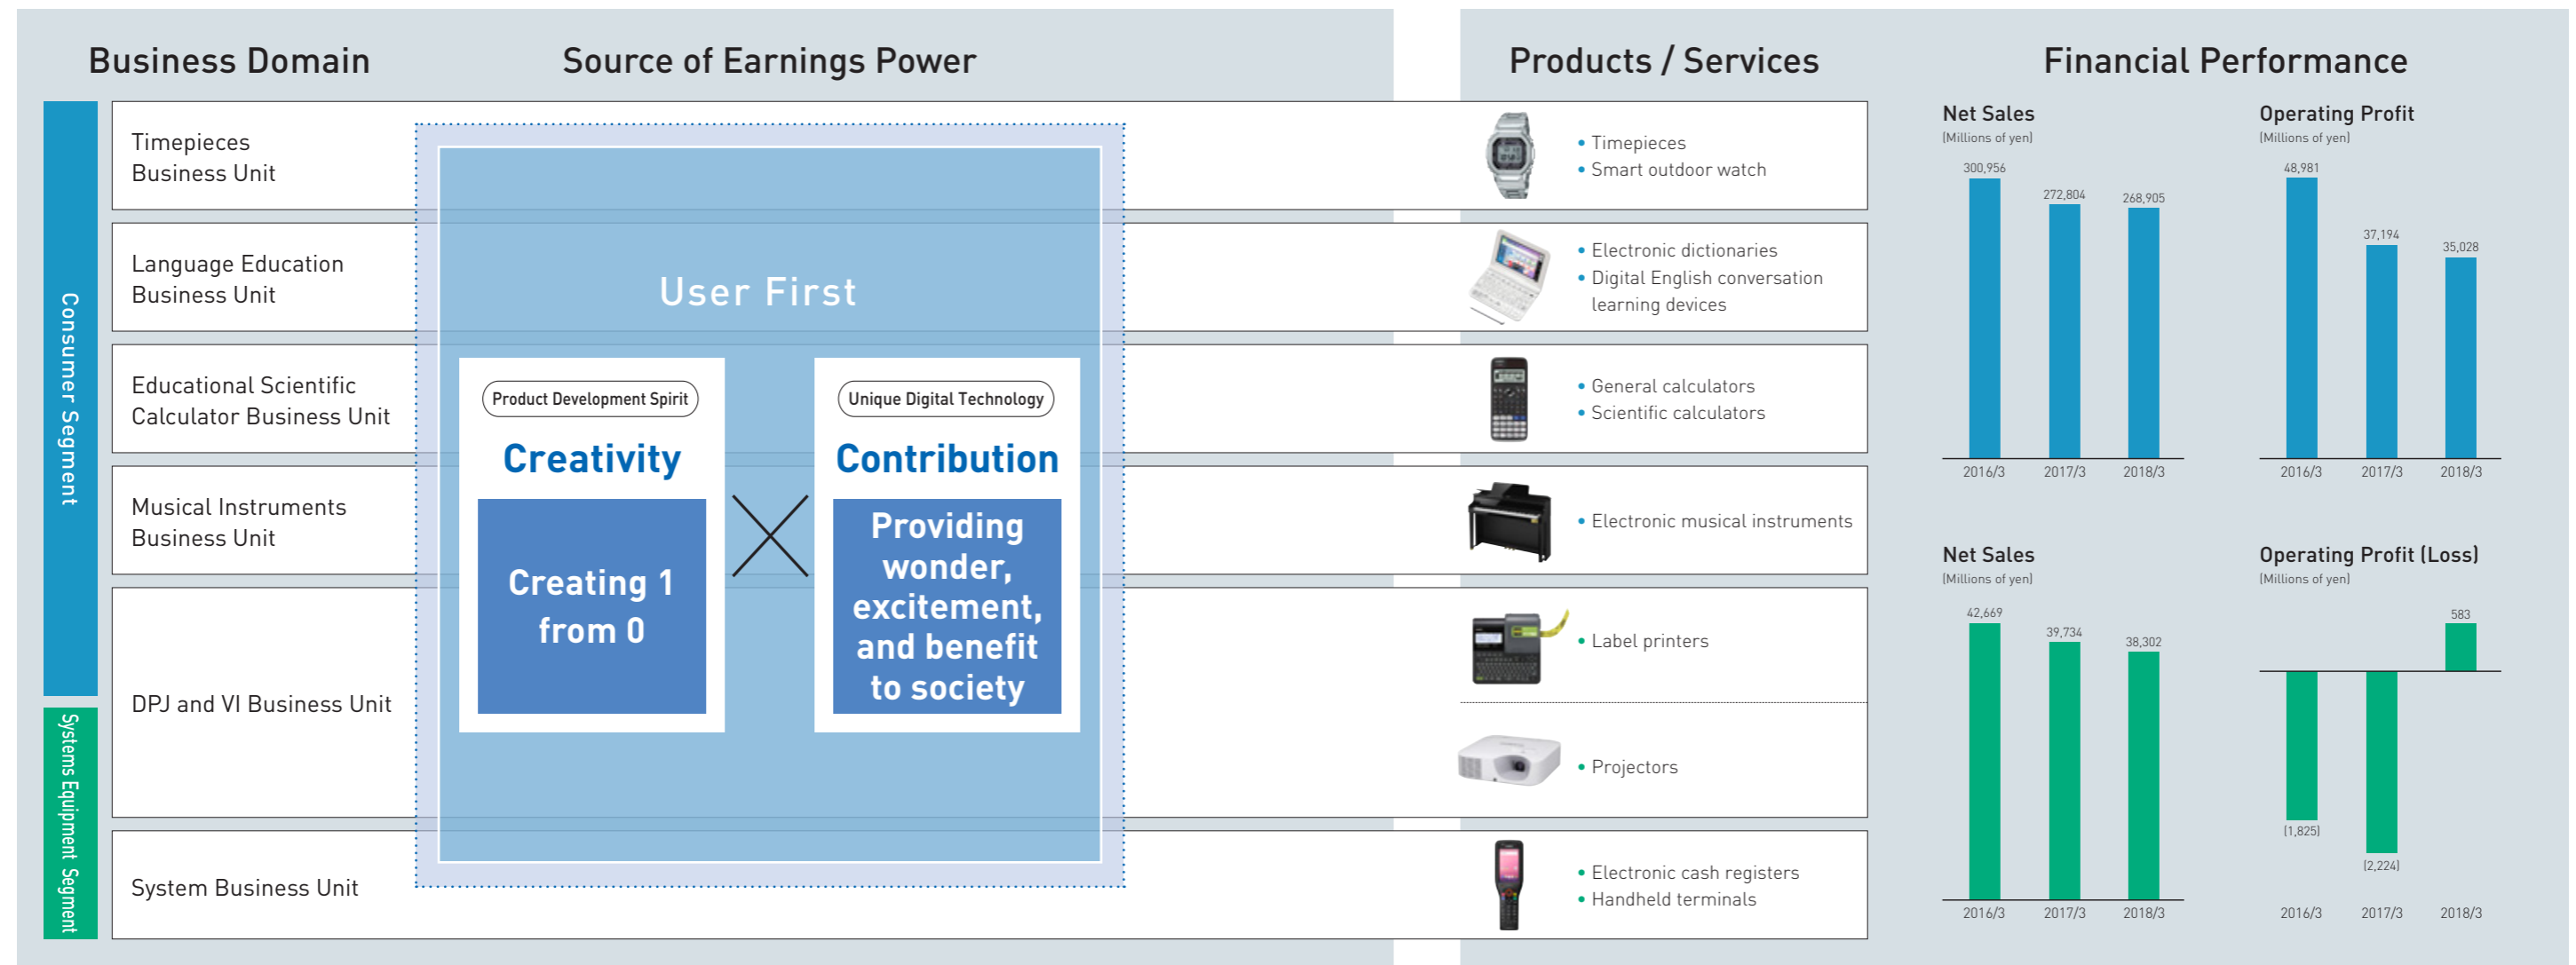 Business Domain
Source of Earnings Power
Products / Services
Financial Performance
Consumer Segment
Systems Equipment Segment
Timepieces
Business Unit
Language Education
Business Unit
Educational Scientific
Calculator Business Unit
Musical Instruments
Business Unit
DPJ and VI Business Unit
System Business Unit
User First
Product Development Spirit
Creativity
Creating 1
from 0
Unique Digital Technology
Contribution
Providing
wonder,
excitement,
and benefit
to society
• Timepieces
• Smart outdoor watch
• Electronic dictionaries
• Digital English conversation
learning devices
• General calculators
• Scientific calculators
• Electronic musical instruments
• Label printers
• Projectors
• Electronic cash registers
• Handheld terminals
Net Sales
(Millions of yen)
300,956
272,804
268,905
2016/3
2017/3
2018/3
Operating Profit
(Millions of yen)
48,981
37,194
35,028
2016/3
2017/3
2018/3
Net Sales
(Millions of yen)
42,669
39,734
38,302
2016/3
2017/3
2018/3
Operating Profit (Loss)
(Millions of yen)
583
(1,825)
(2,224)
2016/3
2017/3
2018/3